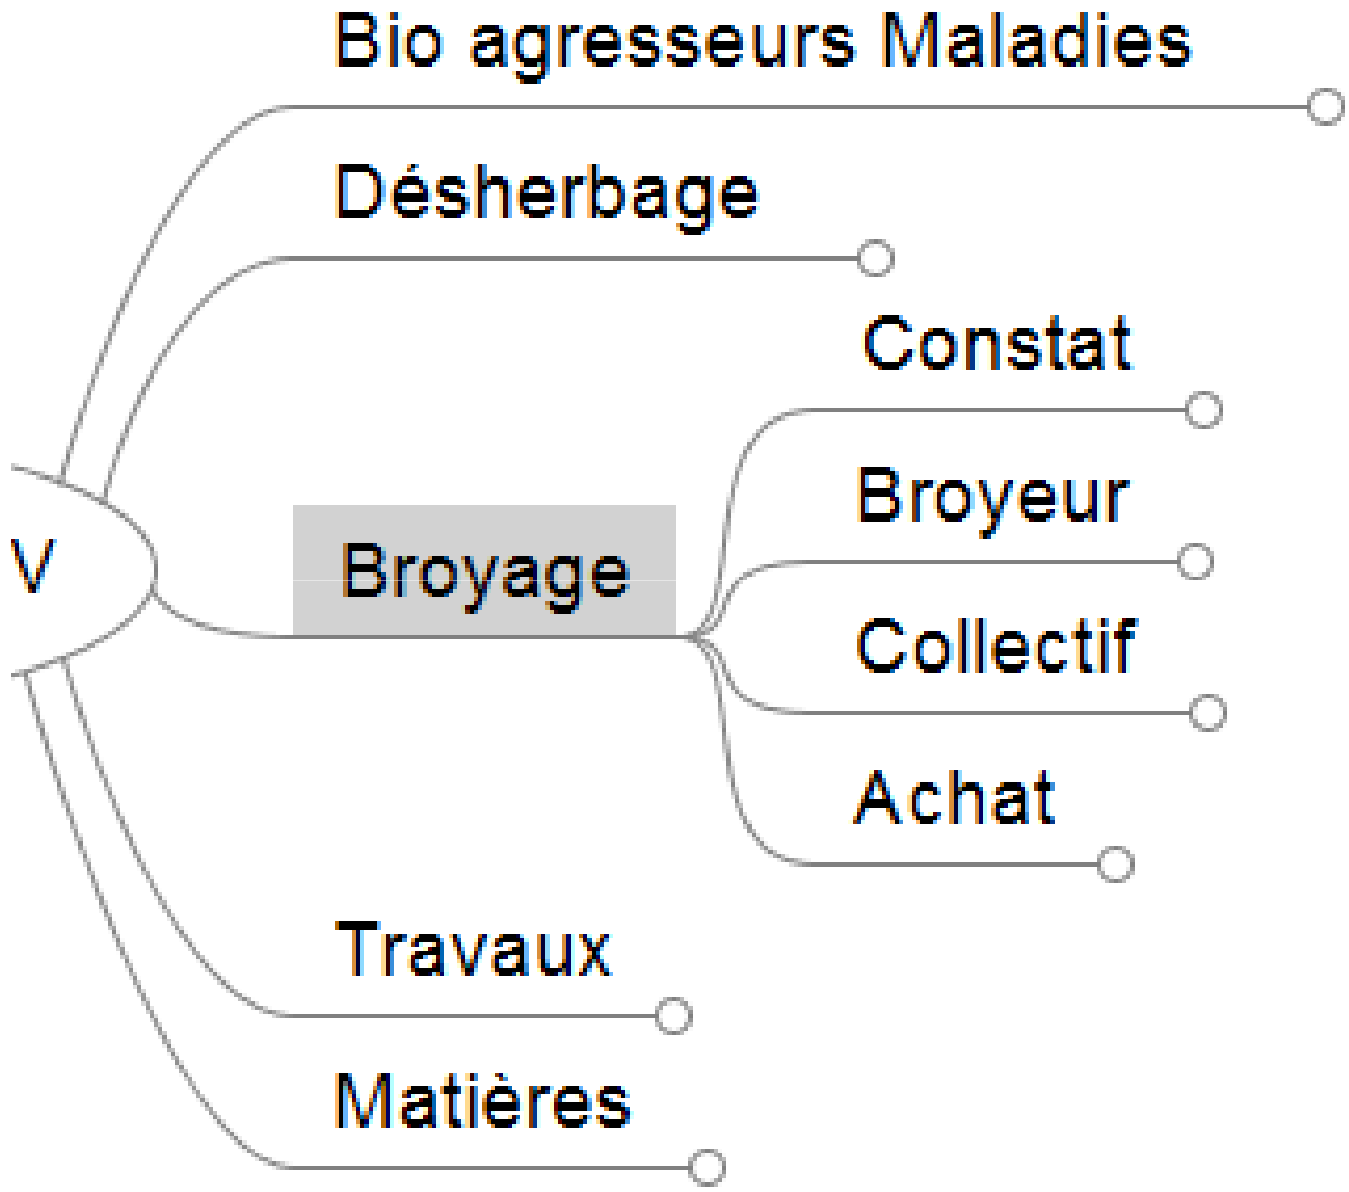 Bio agresseurs Maladies
Désherbage
Constat
Broyeur
V
Broyage
Collectif
Achat
Travaux
Matières